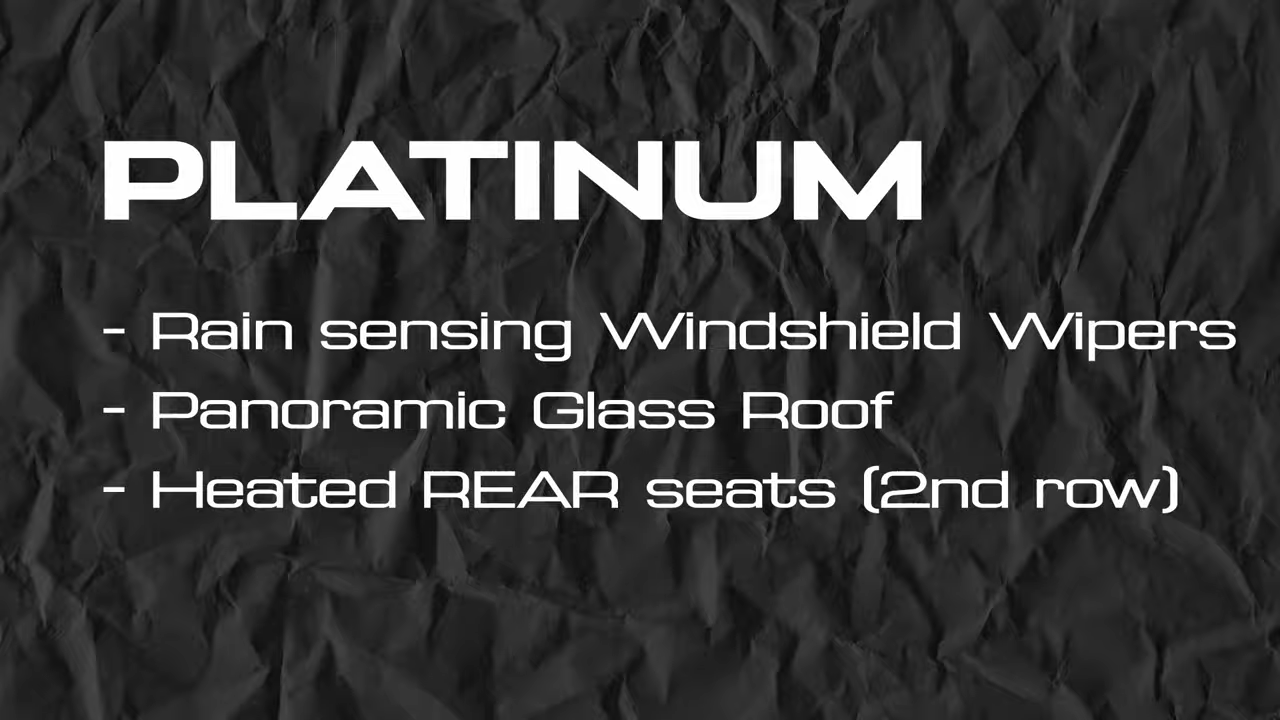 PLATINUM
- Rain sensing Windshield Wipers
- Panoramic Glass Roof
- Heated REAR seats (2nd row)